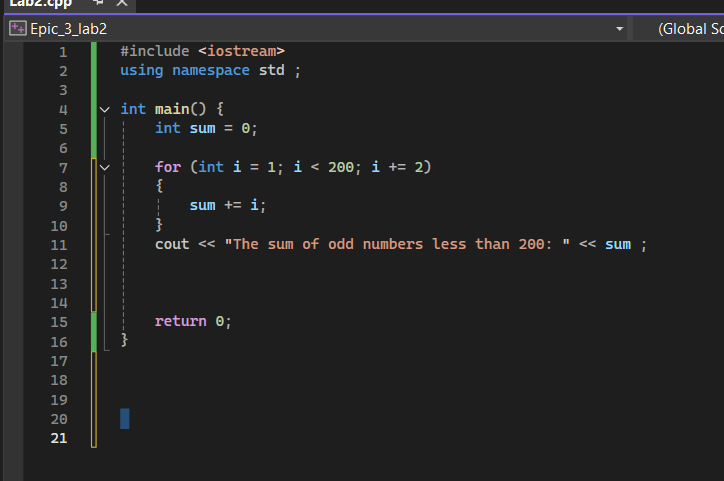 Lab2.cpp
Epic_3_lab2
(Global Sc
1 #include <iostream>
2 using namespace std ;
3
4 int main() {
5     int sum = 0;
6
7     for (int i = 1; i < 200; i += 2)
8     {
9         sum += i;
10     }
11     cout << "The sum of odd numbers less than 200: " << sum ;
12
13
14
15     return 0;
16 }
17
18
19
20
21